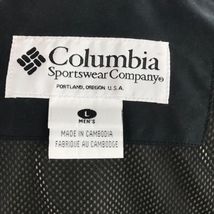 Columbia
Sportswear Company®
PORTLAND, OREGON U.S.A.
L
MEN'S
MADE IN CAMBODIA
FABRIQUE AU CAMBODGE